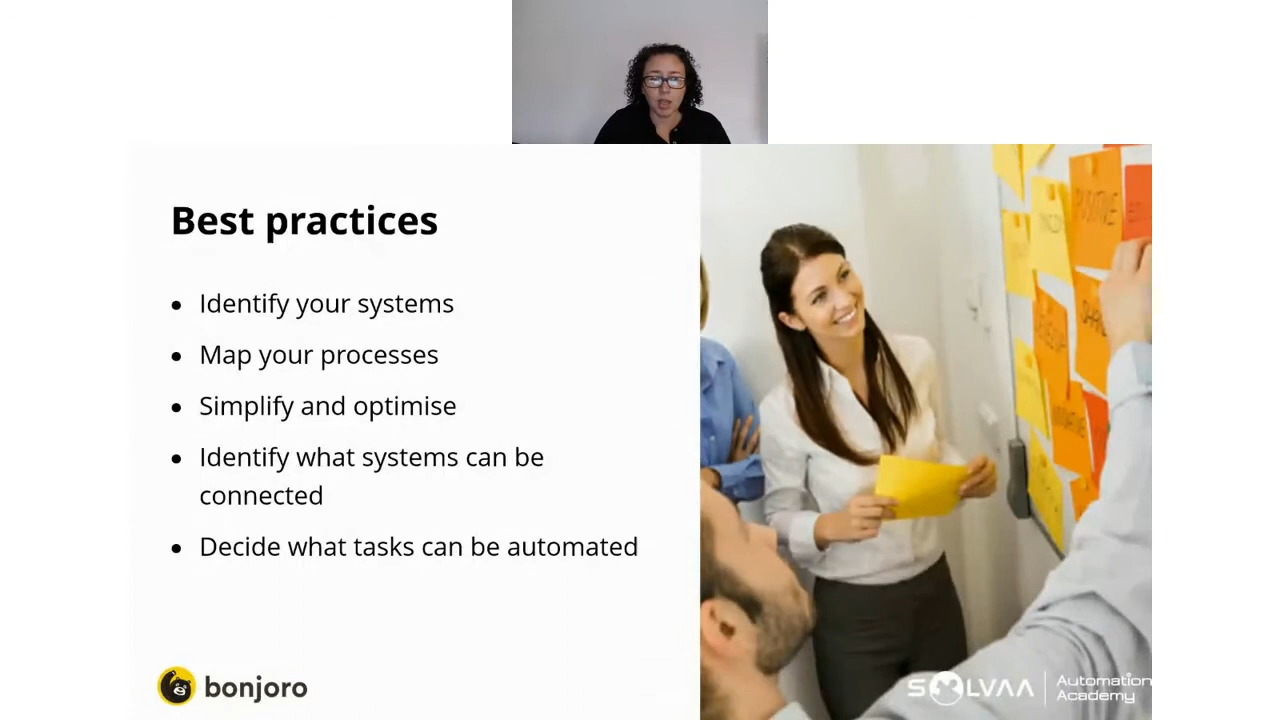 Best practices
• Identify your systems
• Map your processes
• Simplify and optimise
• Identify what systems can be
connected
• Decide what tasks can be automated
POSITIVE
bonjoro
SOLVAA
Automation
Academy